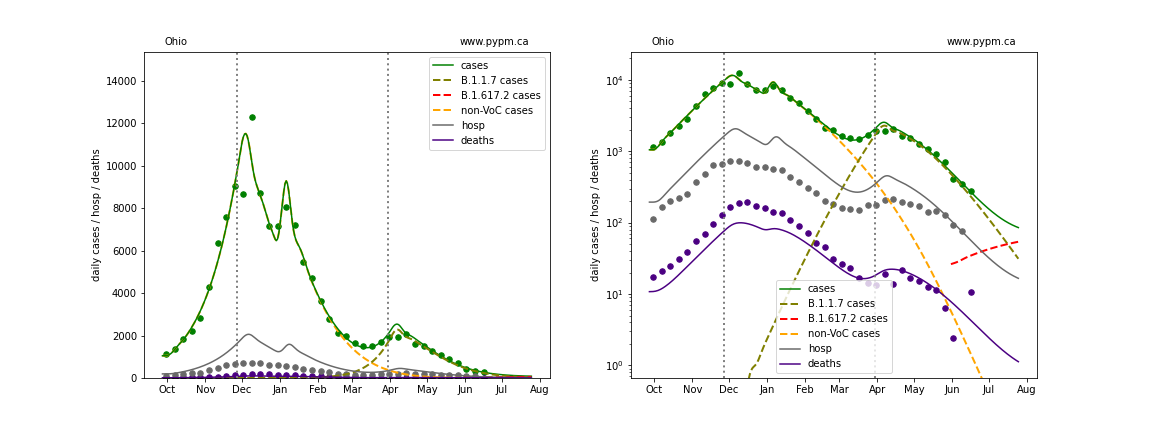 Ohio www.pypm.ca
cases
B.1.1.7 cases
B.1.617.2 cases
non-VoC cases
hosp
deaths
daily cases / hosp / deaths
14000
12000
10000
8000
6000
4000
2000
0
Oct Nov Dec Jan Feb Mar Apr May Jun Jul Aug
Ohio www.pypm.ca
daily cases / hosp / deaths
10⁴
10³
10²
10¹
10⁰
cases
B.1.1.7 cases
B.1.617.2 cases
non-VoC cases
hosp
deaths
Oct Nov Dec Jan Feb Mar Apr May Jun Jul Aug